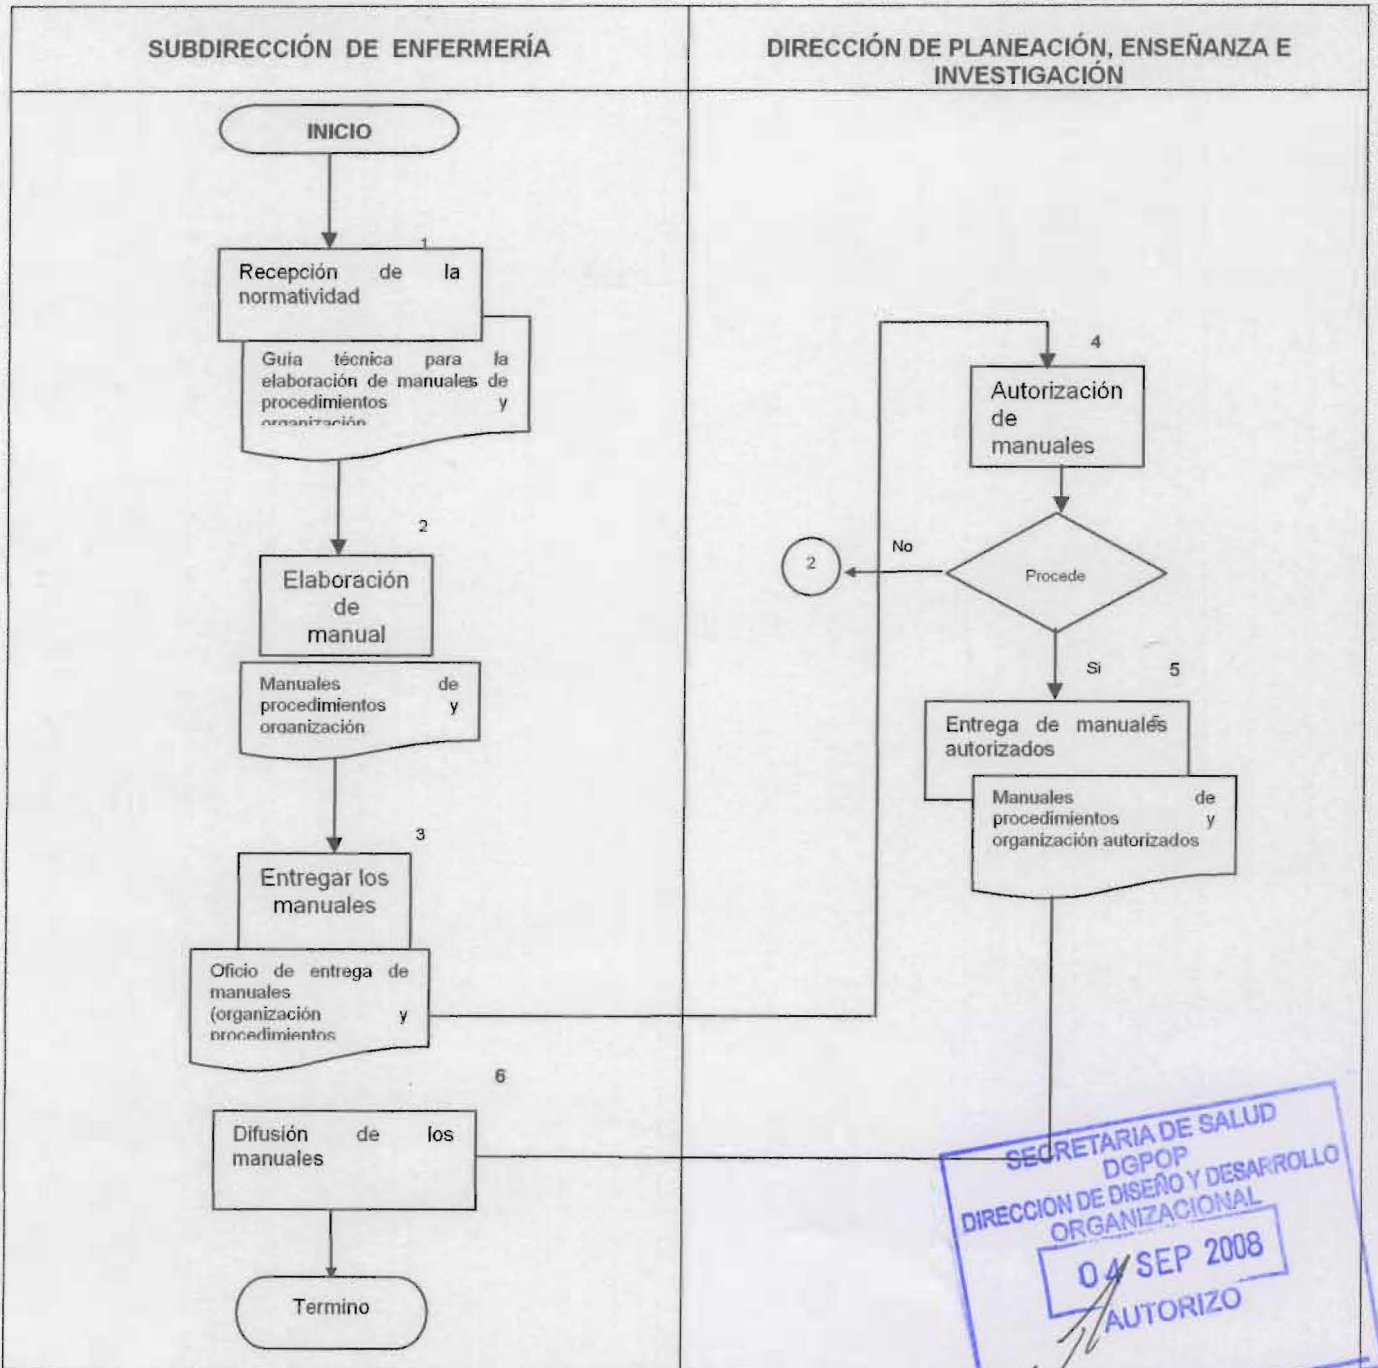 SUBDIRECCIÓN DE ENFERMERÍA
DIRECCIÓN DE PLANEACIÓN, ENSEÑANZA E
INVESTIGACIÓN
INICIO
1
Recepción de la
normatividad
Guia técnica para la
elaboración de manuales de
procedimientos y
organización
2
Elaboración
de
manual
Manuales de
procedimientos y
organización
3
Entregar los
manuales
Oficio de entrega de
manuales
(organización y
procedimientos
6
Difusión de los
manuales
Termino
4
Autorización
de
manuales
Procede
No
2
Si
5
Entrega de manuales
autorizados
Manuales de
procedimientos y
organización autorizados
SECRETARIA DE SALUD
DGPOP
DIRECCION DE DISEÑO Y DESARROLLO
ORGANIZACIONAL
04 SEP 2008
AUTORIZO